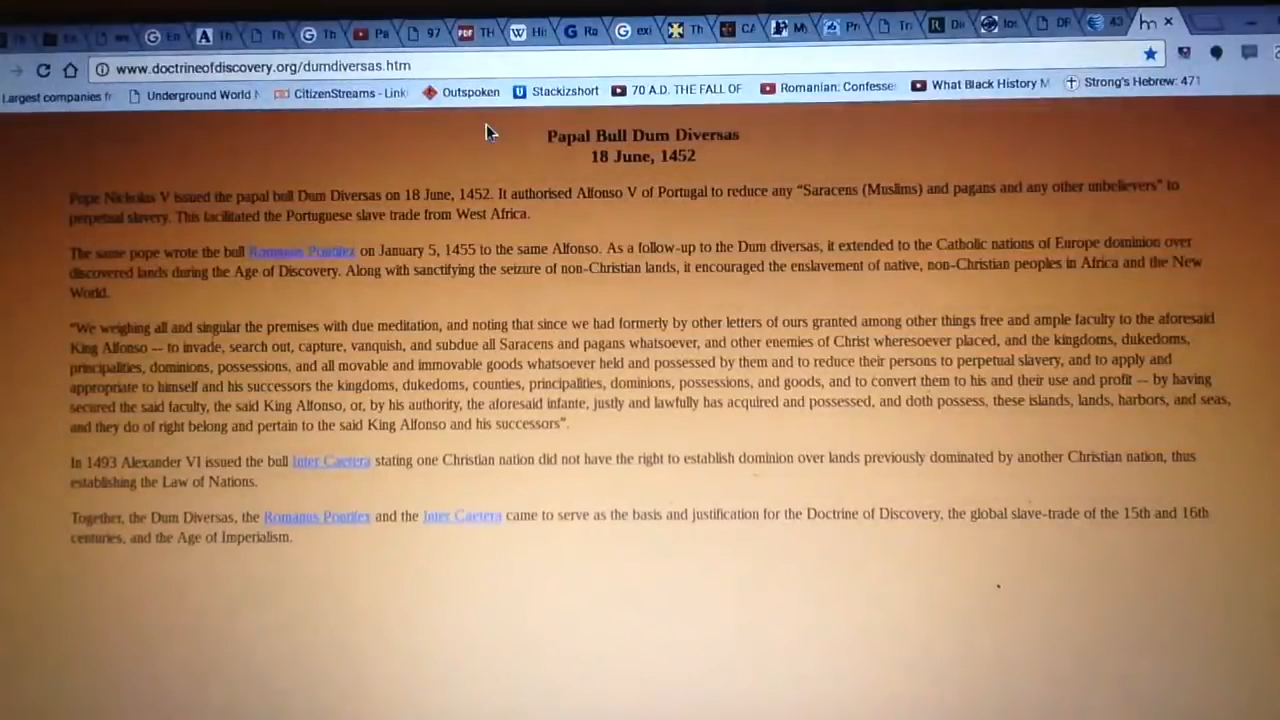 En
Th
Th
Th
Pa
97
TH
His
Ra
exi
Th
CA
My
Pr
Tr
Di
DF
43
www.doctrineofdiscovery.org/dumdiversas.htm
Largest companies fr
Underground World
CitizenStreams - Link
Outspoken
Stackizshort
70 A.D. THE FALL OF
Romanian: Confesse
What Black History M
Strong's Hebrew: 471
Papal Bull Dum Diversas
18 June, 1452
Pope Nicholas V issued the papal bull Dum Diversas on 18 June, 1452. It authorised Alfonso V of Portugal to reduce any “Saracens (Muslims) and pagans and any other unbelievers” to
perpetual slavery. This facilitated the Portuguese slave trade from West Africa.
The same pope wrote the bull Romanus Pontifex on January 5, 1455 to the same Alfonso. As a follow-up to the Dum diversas, it extended to the Catholic nations of Europe dominion over
discovered lands during the Age of Discovery. Along with sanctifying the seizure of non-Christian lands, it encouraged the enslavement of native, non-Christian peoples in Africa and the New
World.
“We weighing all and singular the premises with due meditation, and noting that since we had formerly by other letters of ours granted among other things free and ample faculty to the aforesaid
King Alfonso -- to invade, search out, capture, vanquish, and subdue all Saracens and pagans whatsoever, and other enemies of Christ wheresoever placed, and the kingdoms, dukedoms,
principalities, dominions, possessions, and all movable and immovable goods whatsoever held and possessed by them and to reduce their persons to perpetual slavery, and to apply and
appropriate to himself and his successors the kingdoms, dukedoms, counties, principalities, dominions, possessions, and goods, and to convert them to his and their use and profit -- by having
secured the said faculty, the said King Alfonso, or, by his authority, the aforesaid infante, justly and lawfully has acquired and possessed, and doth possess, these islands, lands, harbors, and seas,
and they do of right belong and pertain to the said King Alfonso and his successors”.
In 1493 Alexander VI issued the bull Inter Caetera stating one Christian nation did not have the right to establish dominion over lands previously dominated by another Christian nation, thus
establishing the Law of Nations.
Together, the Dum Diversas, the Romanus Pontifex and the Inter Caetera came to serve as the basis and justification for the Doctrine of Discovery, the global slave-trade of the 15th and 16th
centuries, and the Age of Imperialism.